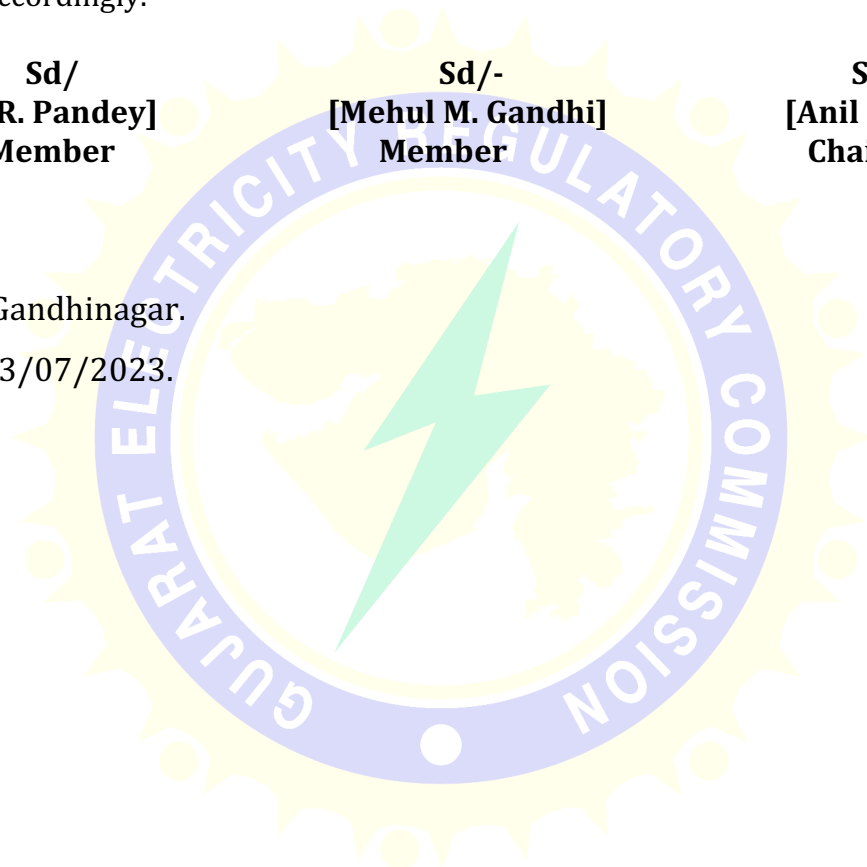 ccordingly.
Sd/ Sd/- S
R. Pandey] [Mehul M. Gandhi] [Anil
Member Member Chai
Gandhinagar.
3/07/2023.
GUJARAT ELECTRICITY REGULATORY COMMISSION